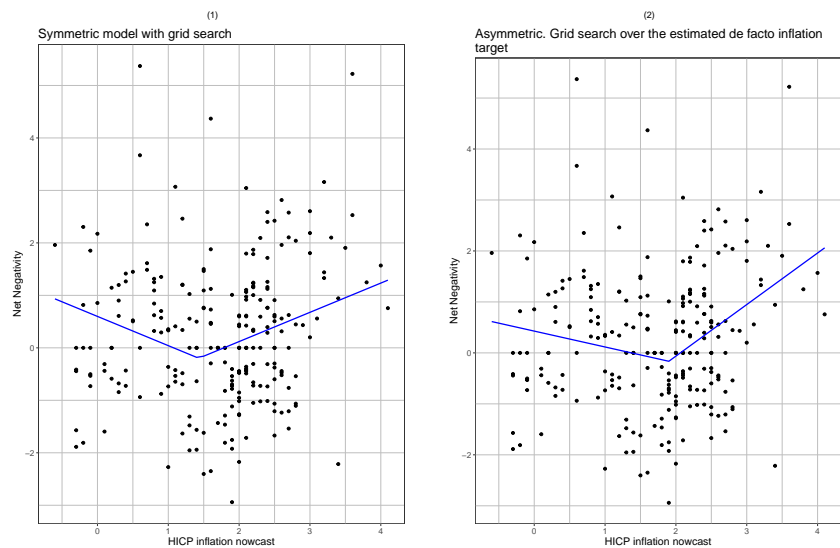 (1)
Symmetric model with grid search
Net Negativity
4
2
0
−2
0 1 2 3 4
HICP inflation nowcast
(2)
Asymmetric. Grid search over the estimated de facto inflation
target
Net Negativity
4
2
0
−2
0 1 2 3 4
HICP inflation nowcast